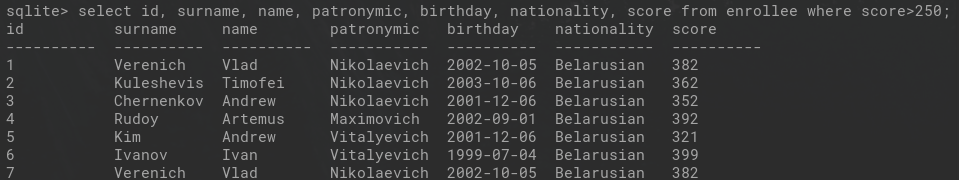 sqlite> select id, surname, name, patronymic, birthday, nationality, score from enrollee where score>250;
id          surname     name        patronymic   birthday    nationality  score
----------  ----------  ----------  -----------  ----------  -----------  ----------
1           Verenich    Vlad        Nikolaevich  2002-10-05  Belarusian   382
2           Kuleshevis  Timofei     Nikolaevich  2003-10-06  Belarusian   362
3           Chernenkov  Andrew      Nikolaevich  2001-12-06  Belarusian   352
4           Rudoy       Artemus     Maximovich   2002-09-01  Belarusian   392
5           Kim         Andrew      Vitalyevich  2001-12-06  Belarusian   321
6           Ivanov      Ivan        Vitalyevich  1999-07-04  Belarusian   399
7           Verenich    Vlad        Nikolaevich  2002-10-05  Belarusian   382